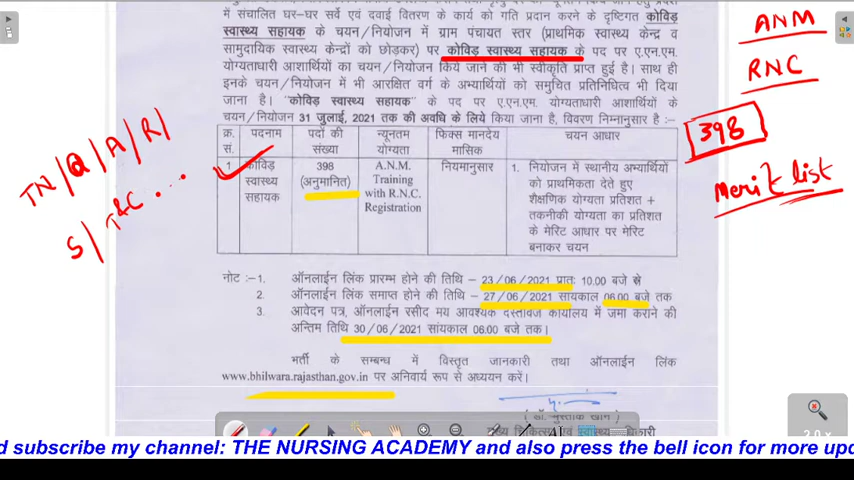 में संचालित घर-घर सर्वे एवं दवाई वितरण के कार्य को गति प्रदान करने के दृष्टिगत कोविड़
स्वास्थ्य सहायक के चयन/नियोजन में ग्राम पंचायत स्तर (प्राथमिक स्वास्थ्य केन्द्र व
सामुदायिक स्वास्थ्य केन्द्रों को छोड़कर) पर कोविड़ स्वास्थ्य सहायक के पद पर ए.एन.एम.
योग्यताधारी आशार्थियों का चयन/नियोजन किये जाने की भी स्वीकृति प्राप्त हुई है। साथ ही
इनके चयन/नियोजन में भी आरक्षित वर्ग के अभ्यार्थियों को समुचित प्रतिनिधित्व भी दिया
जाना है। "कोविड़ स्वास्थ्य सहायक" के पद पर ए.एन.एम. योग्यताधारी आशार्थियों के
चयन/नियोजन 31 जुलाई, 2021 तक की अवधि के लिये किया जाना है, विवरण निम्नानुसार है :-
ANM
RNC
398
Merit list
TN/Q/A/R/
S/T&C ...
क्र. सं. पदनाम पदों की संख्या न्यूनतम योग्यता फिक्स मानदेय मासिक चयन आधार
1 कोविड़ स्वास्थ्य सहायक 398 (अनुमानित) A.N.M. Training with R.N.C. Registration नियमानुसार 1. नियोजन में स्थानीय अभ्यार्थियों
को प्राथमिकता देते हुए
शैक्षणिक योग्यता प्रतिशत +
तकनीकी योग्यता का प्रतिशत
के मेरिट आधार पर मेरिट
बनाकर चयन
नोट :- 1. ऑनलाईन लिंक प्रारम्भ होने की तिथि – 23/06/2021 प्रातः 10.00 बजे से
2. ऑनलाईन लिंक समाप्त होने की तिथि – 27/06/2021 सांयकाल 06.00 बजे तक
3. आवेदन पत्र, ऑनलाईन रसीद मय आवश्यक दस्तावेज कार्यालय में जमा कराने की
अन्तिम तिथि 30/06/2021 सांयकाल 06.00 बजे तक।
भर्ती के सम्बन्ध में विस्तृत जानकारी तथा ऑनलाईन लिंक
www.bhilwara.rajasthan.gov.in पर अनिवार्य रूप से अध्ययन करें।
2.0 x
d subscribe my channel: THE NURSING ACADEMY and also press the bell icon for more upd